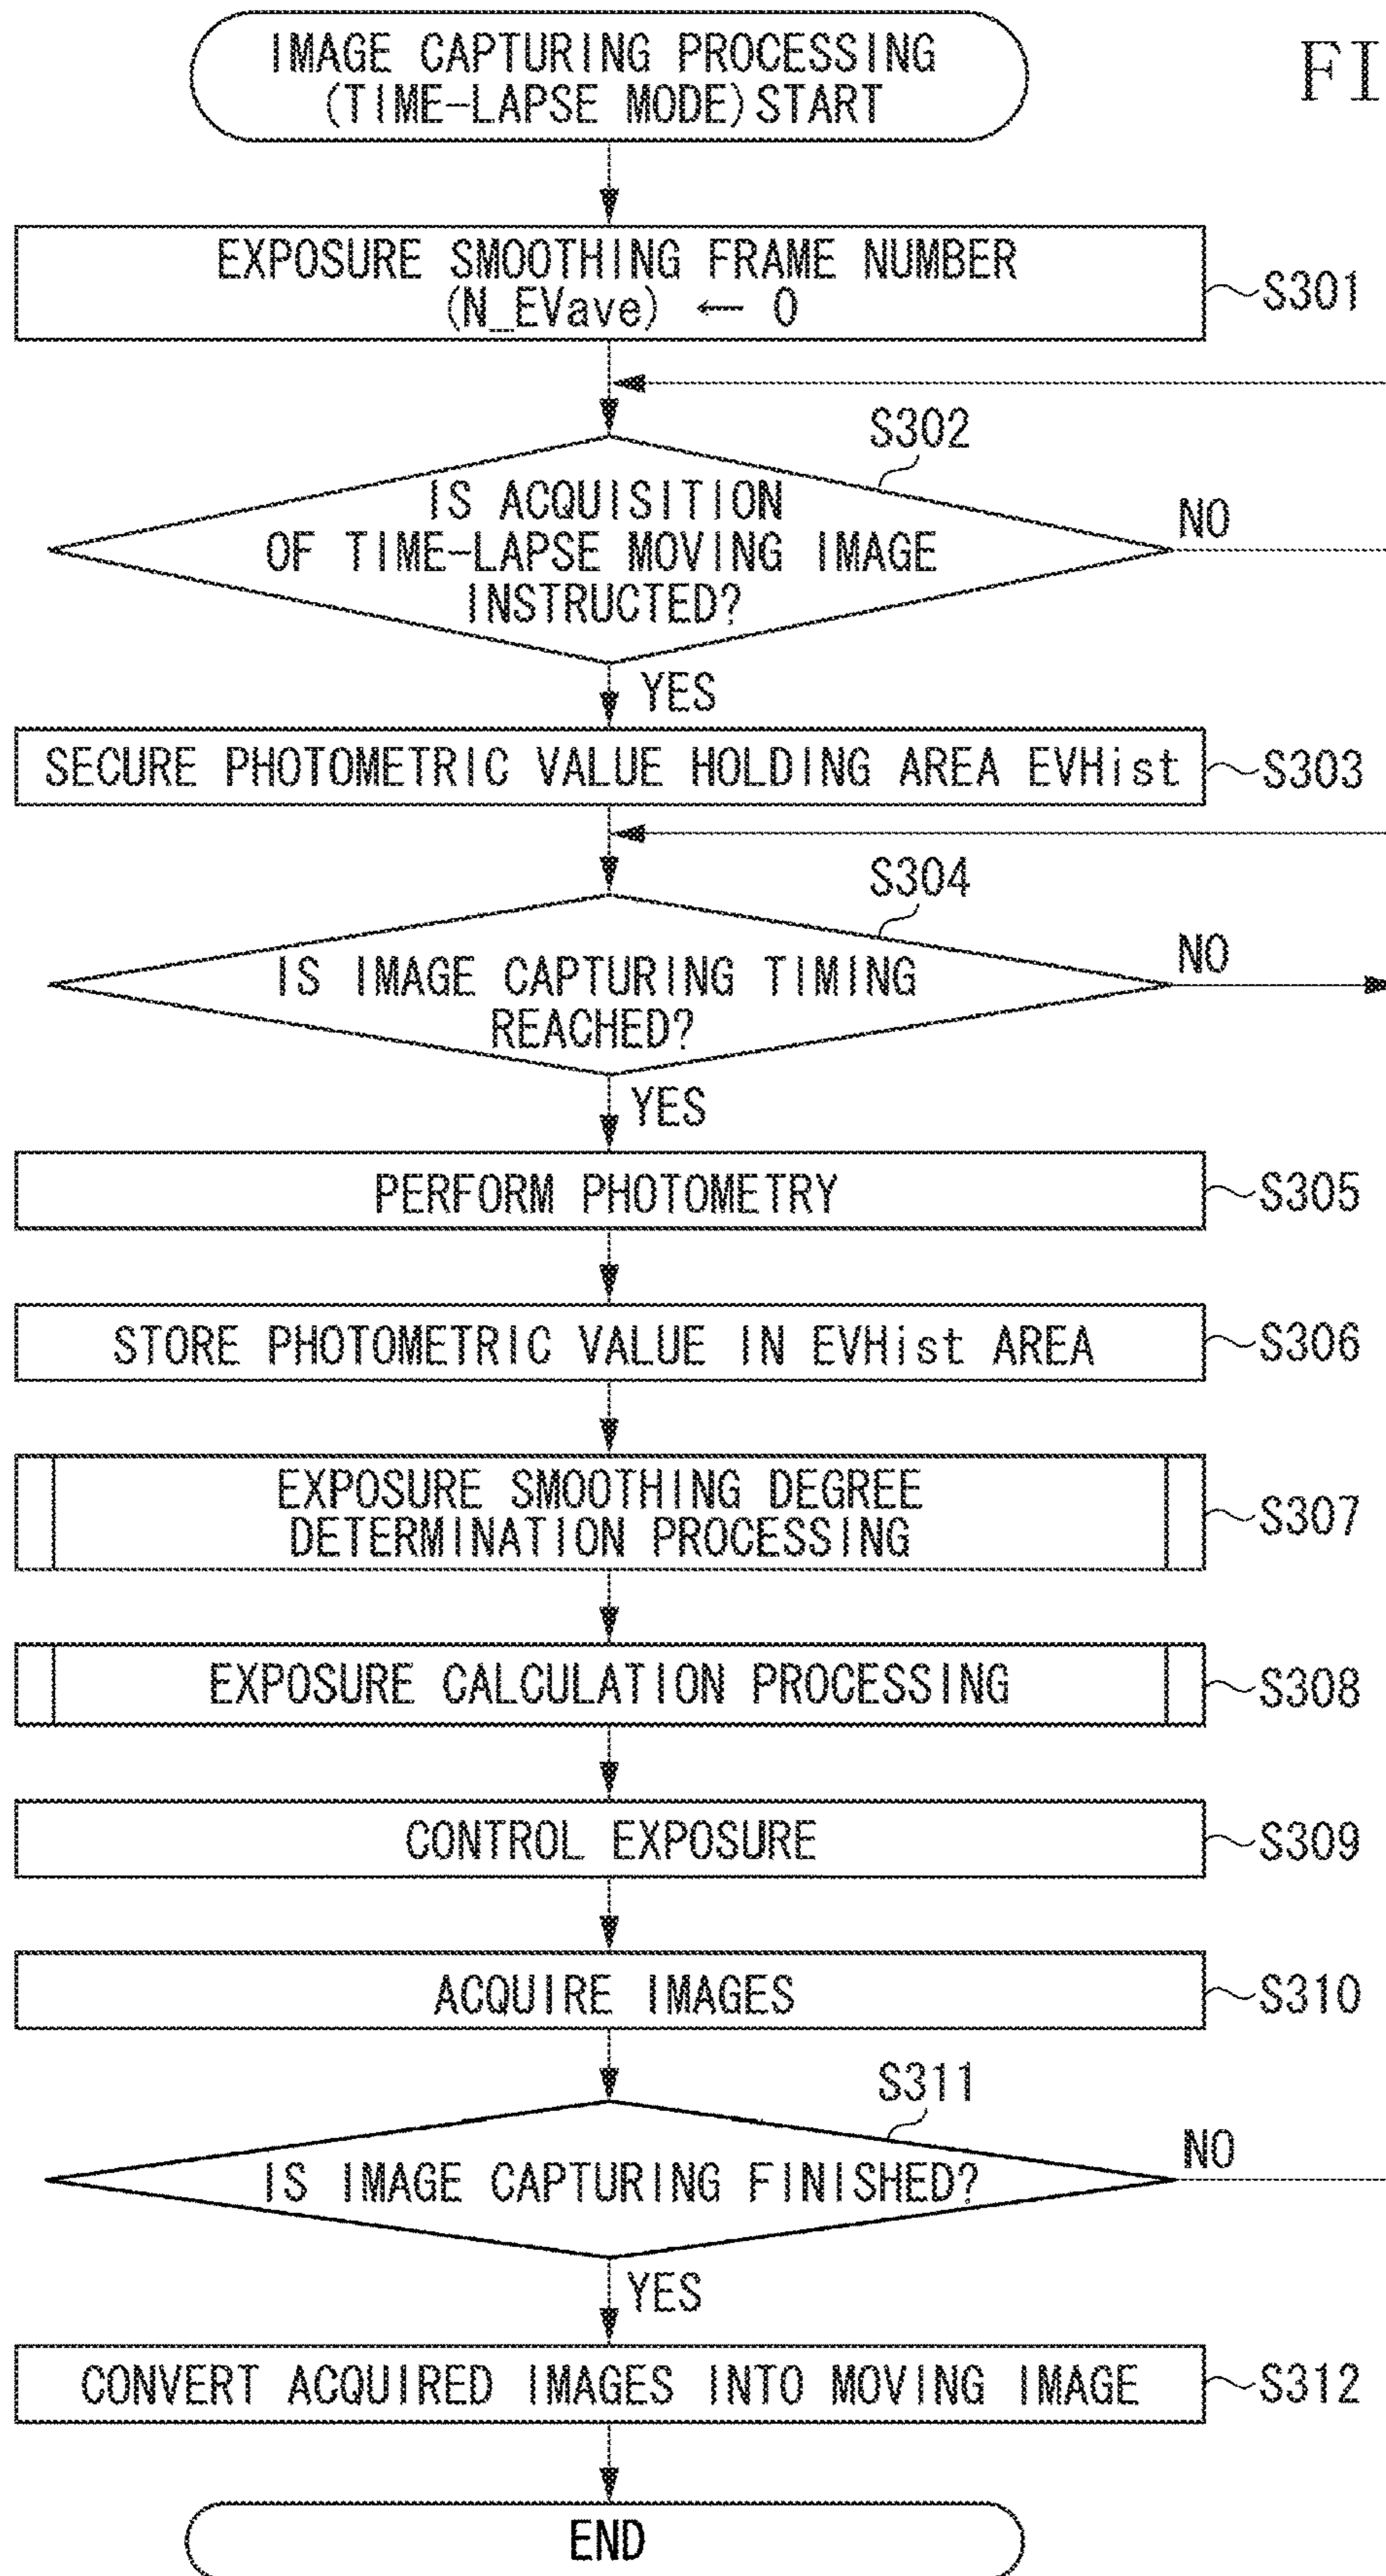 IMAGE CAPTURING PROCESSING
(TIME-LAPSE MODE) START
FI
EXPOSURE SMOOTHING FRAME NUMBER
(N_EVave) ← 0
S301
S302
IS ACQUISITION
OF TIME-LAPSE MOVING IMAGE
INSTRUCTED?
NO
YES
SECURE PHOTOMETRIC VALUE HOLDING AREA EVHist
S303
S304
IS IMAGE CAPTURING TIMING
REACHED?
NO
YES
PERFORM PHOTOMETRY
S305
STORE PHOTOMETRIC VALUE IN EVHist AREA
S306
EXPOSURE SMOOTHING DEGREE
DETERMINATION PROCESSING
S307
EXPOSURE CALCULATION PROCESSING
S308
CONTROL EXPOSURE
S309
ACQUIRE IMAGES
S310
S311
IS IMAGE CAPTURING FINISHED?
NO
YES
CONVERT ACQUIRED IMAGES INTO MOVING IMAGE
S312
END